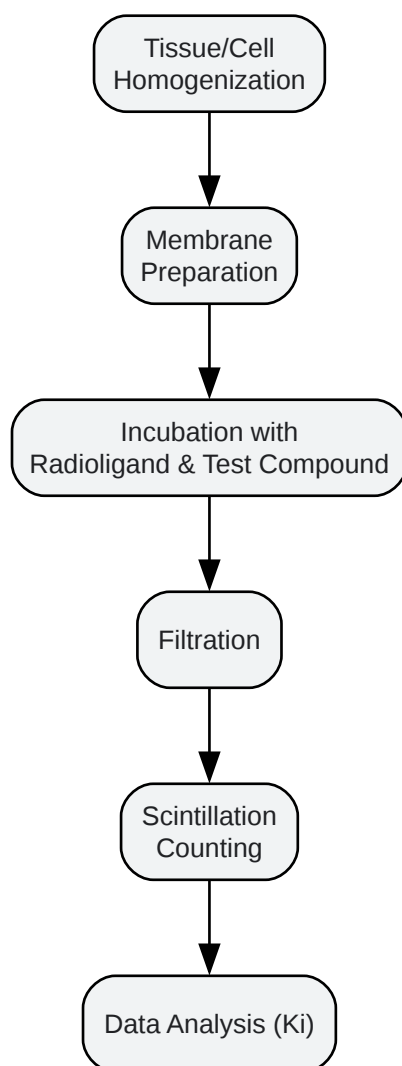 Tissue/Cell
Homogenization
Membrane
Preparation
Incubation with
Radioligand & Test Compound
Filtration
Scintillation
Counting
Data Analysis (Ki)